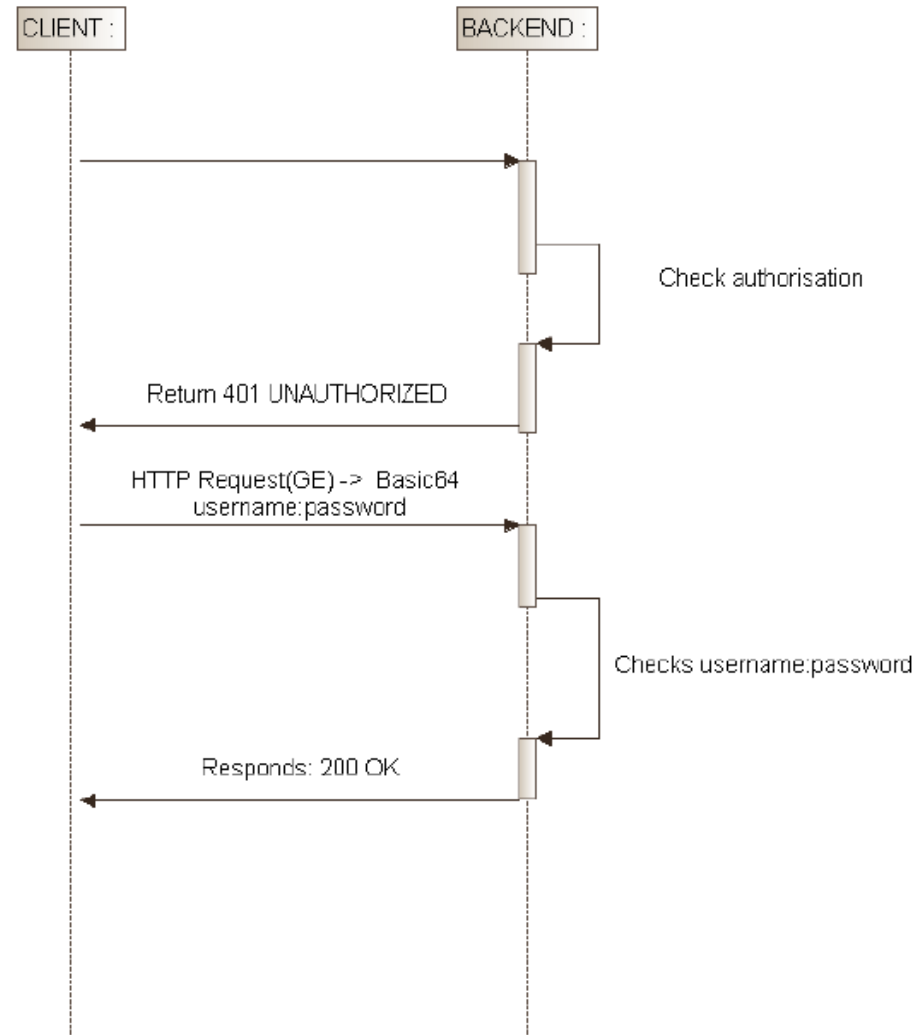 CLIENT :
BACKEND :
Check authorisation
Return 401 UNAUTHORIZED
HTTP Request(GE) -> Basic64
username:password
Checks username:password
Responds: 200 OK